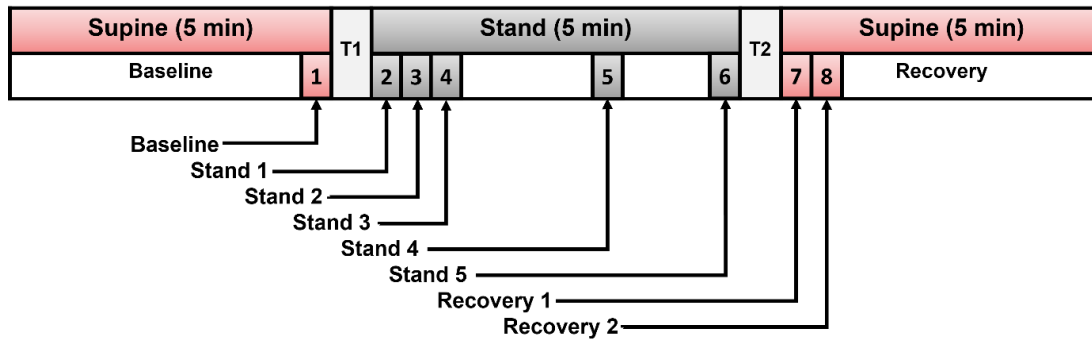 Supine (5 min)
T1
Stand (5 min)
T2
Supine (5 min)
Baseline
1
2
3
4
5
6
7
8
Recovery
Baseline
Stand 1
Stand 2
Stand 3
Stand 4
Stand 5
Recovery 1
Recovery 2